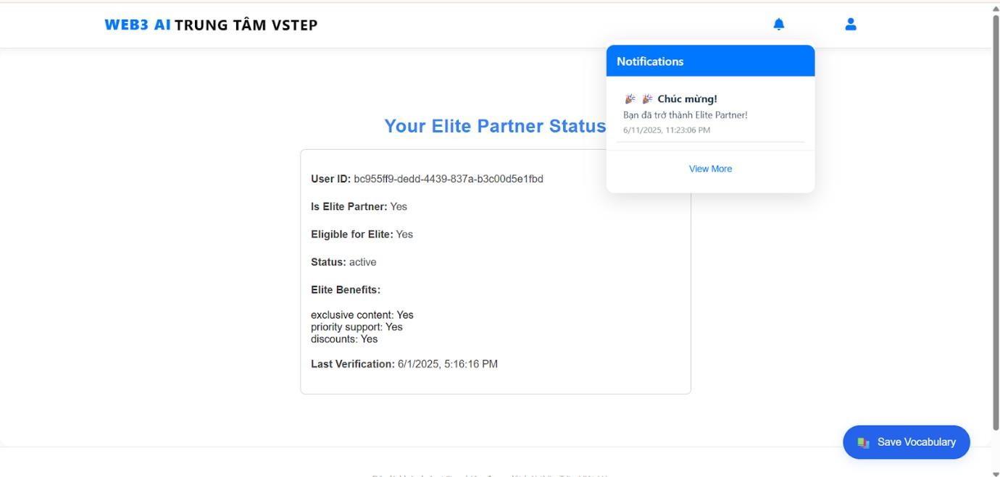 WEB3 AI TRUNG TÂM VSTEP
Notifications
🎉 🎉 Chúc mừng!
Bạn đã trở thành Elite Partner!
6/11/2025, 11:23:06 PM
View More
Your Elite Partner Status
User ID: bc955ff9-dedd-4439-837a-b3c00d5e1fbd
Is Elite Partner: Yes
Eligible for Elite: Yes
Status: active
Elite Benefits:
exclusive content: Yes
priority support: Yes
discounts: Yes
Last Verification: 6/1/2025, 5:16:16 PM
Save Vocabulary